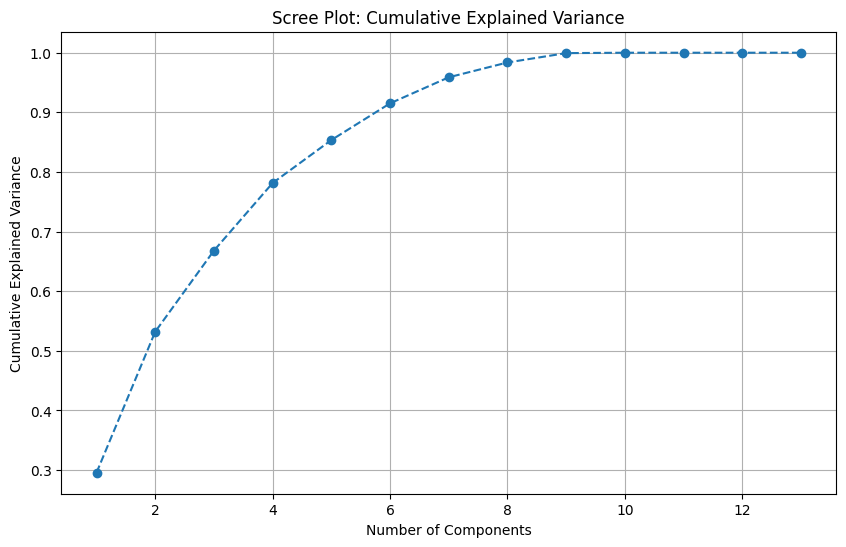 Scree Plot: Cumulative Explained Variance
1.0
0.9
0.8
0.7
0.6
0.5
0.4
0.3
Cumulative Explained Variance
2 4 6 8 10 12
Number of Components